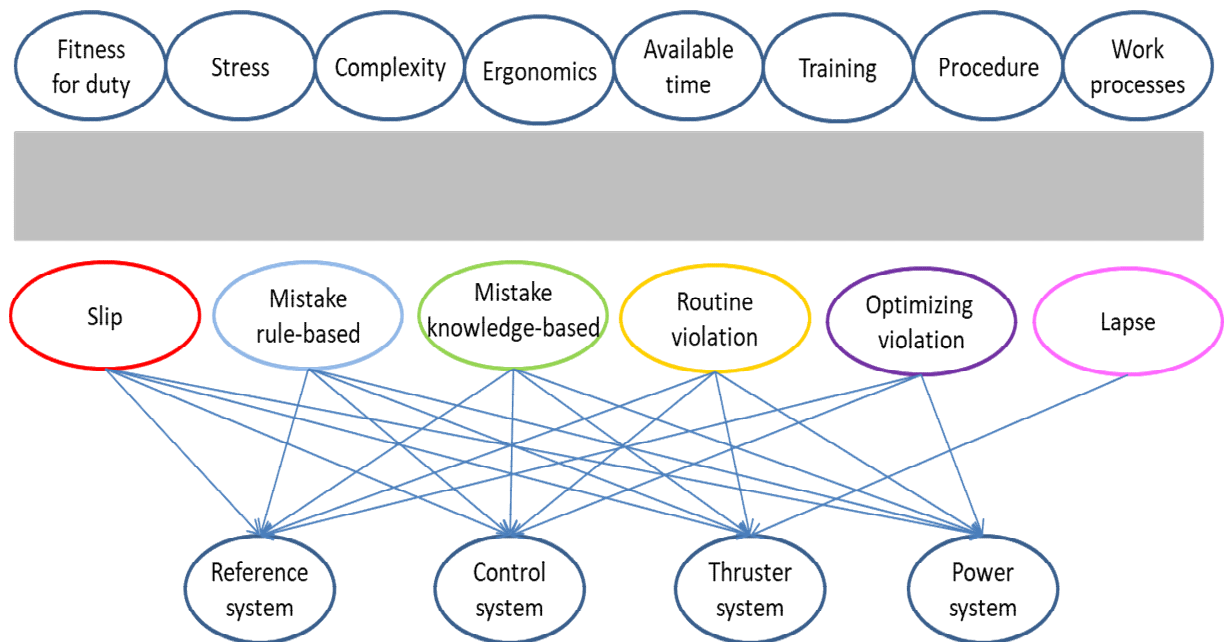 Fitness
for duty
Stress
Complexity
Ergonomics
Available
time
Training
Procedure
Work
processes
Slip
Mistake
rule-based
Mistake
knowledge-based
Routine
violation
Optimizing
violation
Lapse
Reference
system
Control
system
Thruster
system
Power
system